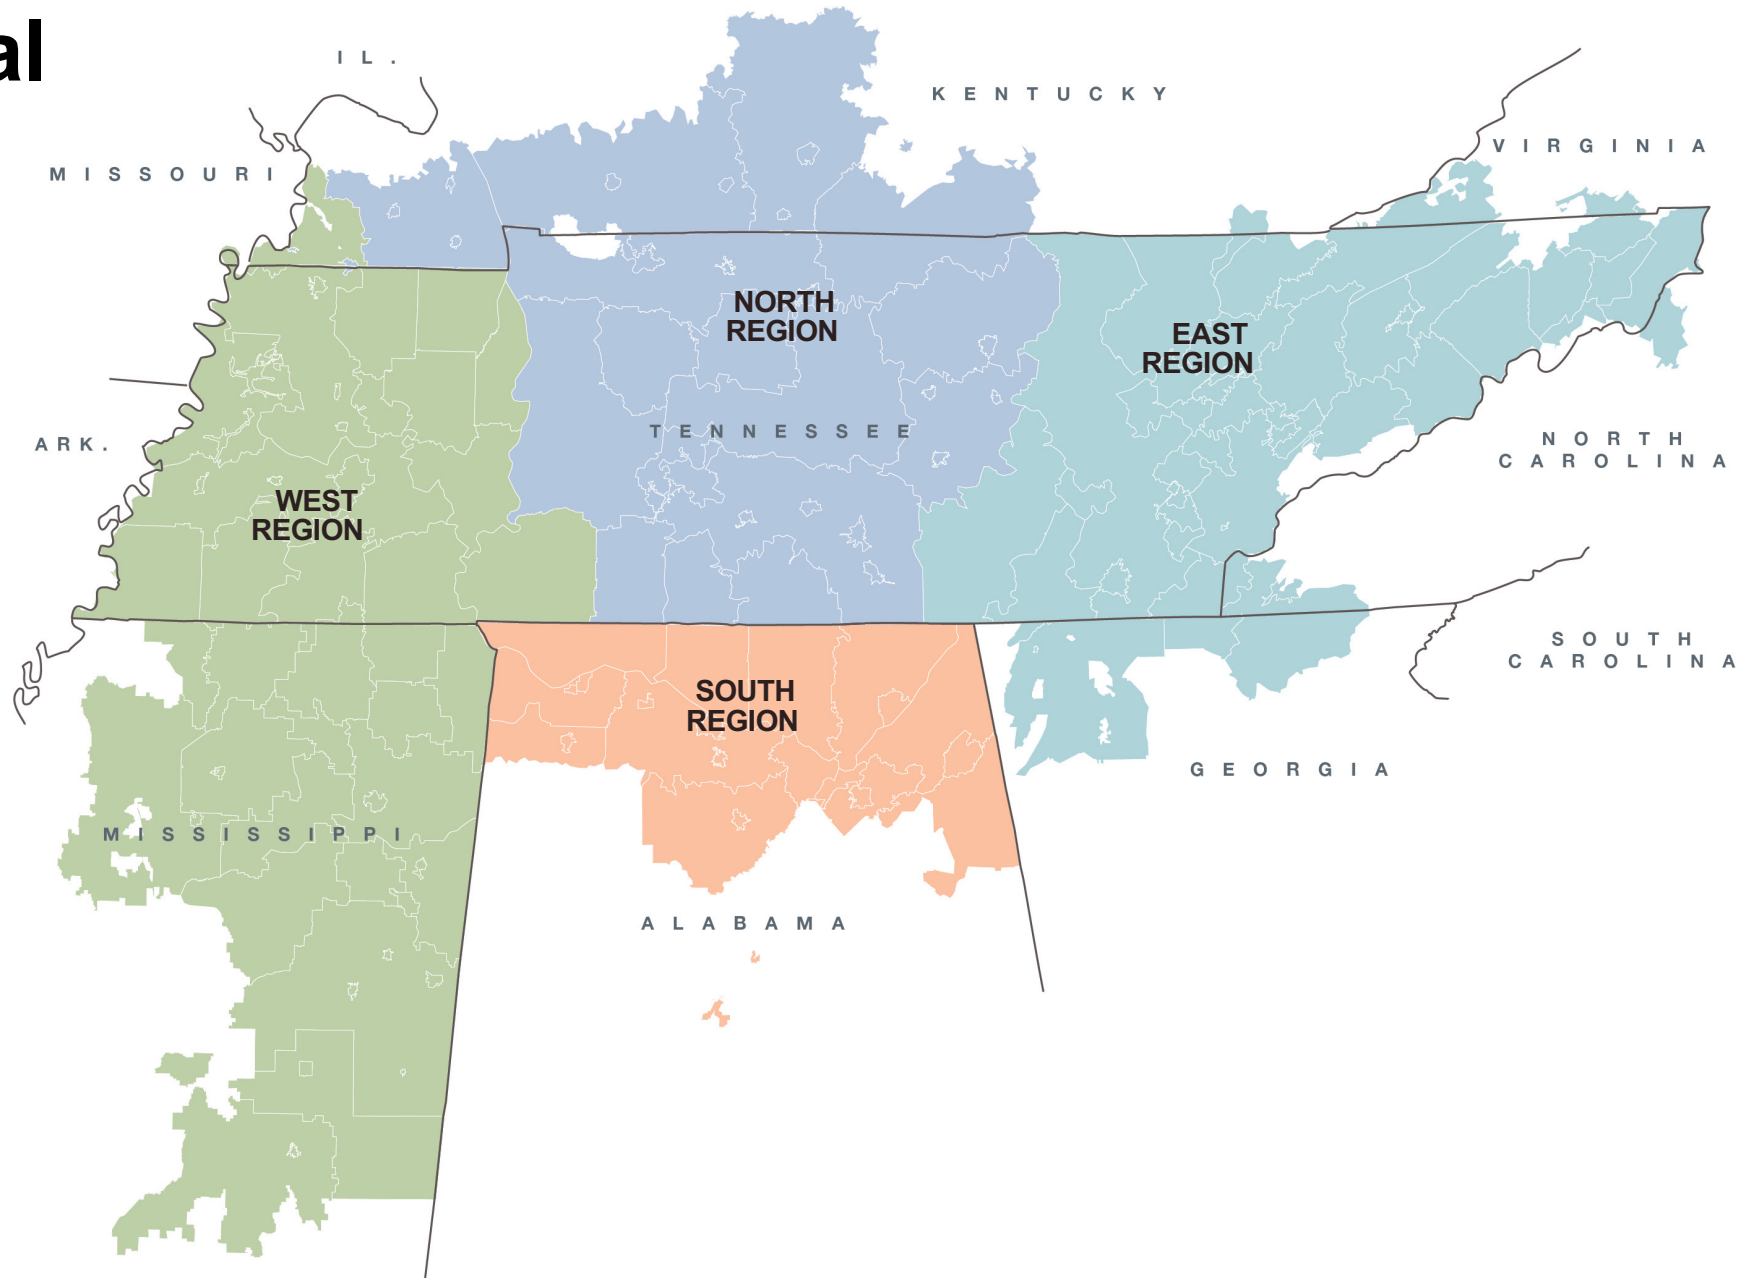 al
IL.
KENTUCKY
VIRGINIA
MISSOURI
NORTH
REGION
EAST
REGION
TENNESSEE
ARK.
NORTH
CAROLINA
WEST
REGION
SOUTH
CAROLINA
SOUTH
REGION
GEORGIA
MISSISSIPPI
ALABAMA